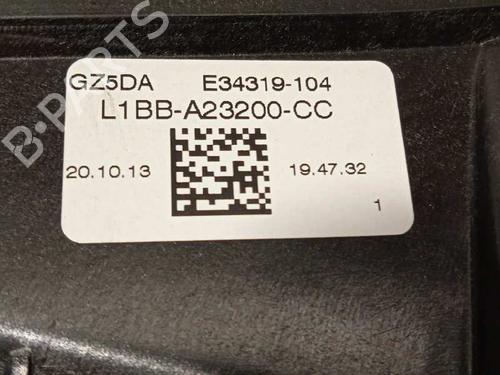 GZ5DA E34319-104
L1BB-A23200-CC
20.10.13 19.47.32
1
B-PARTS